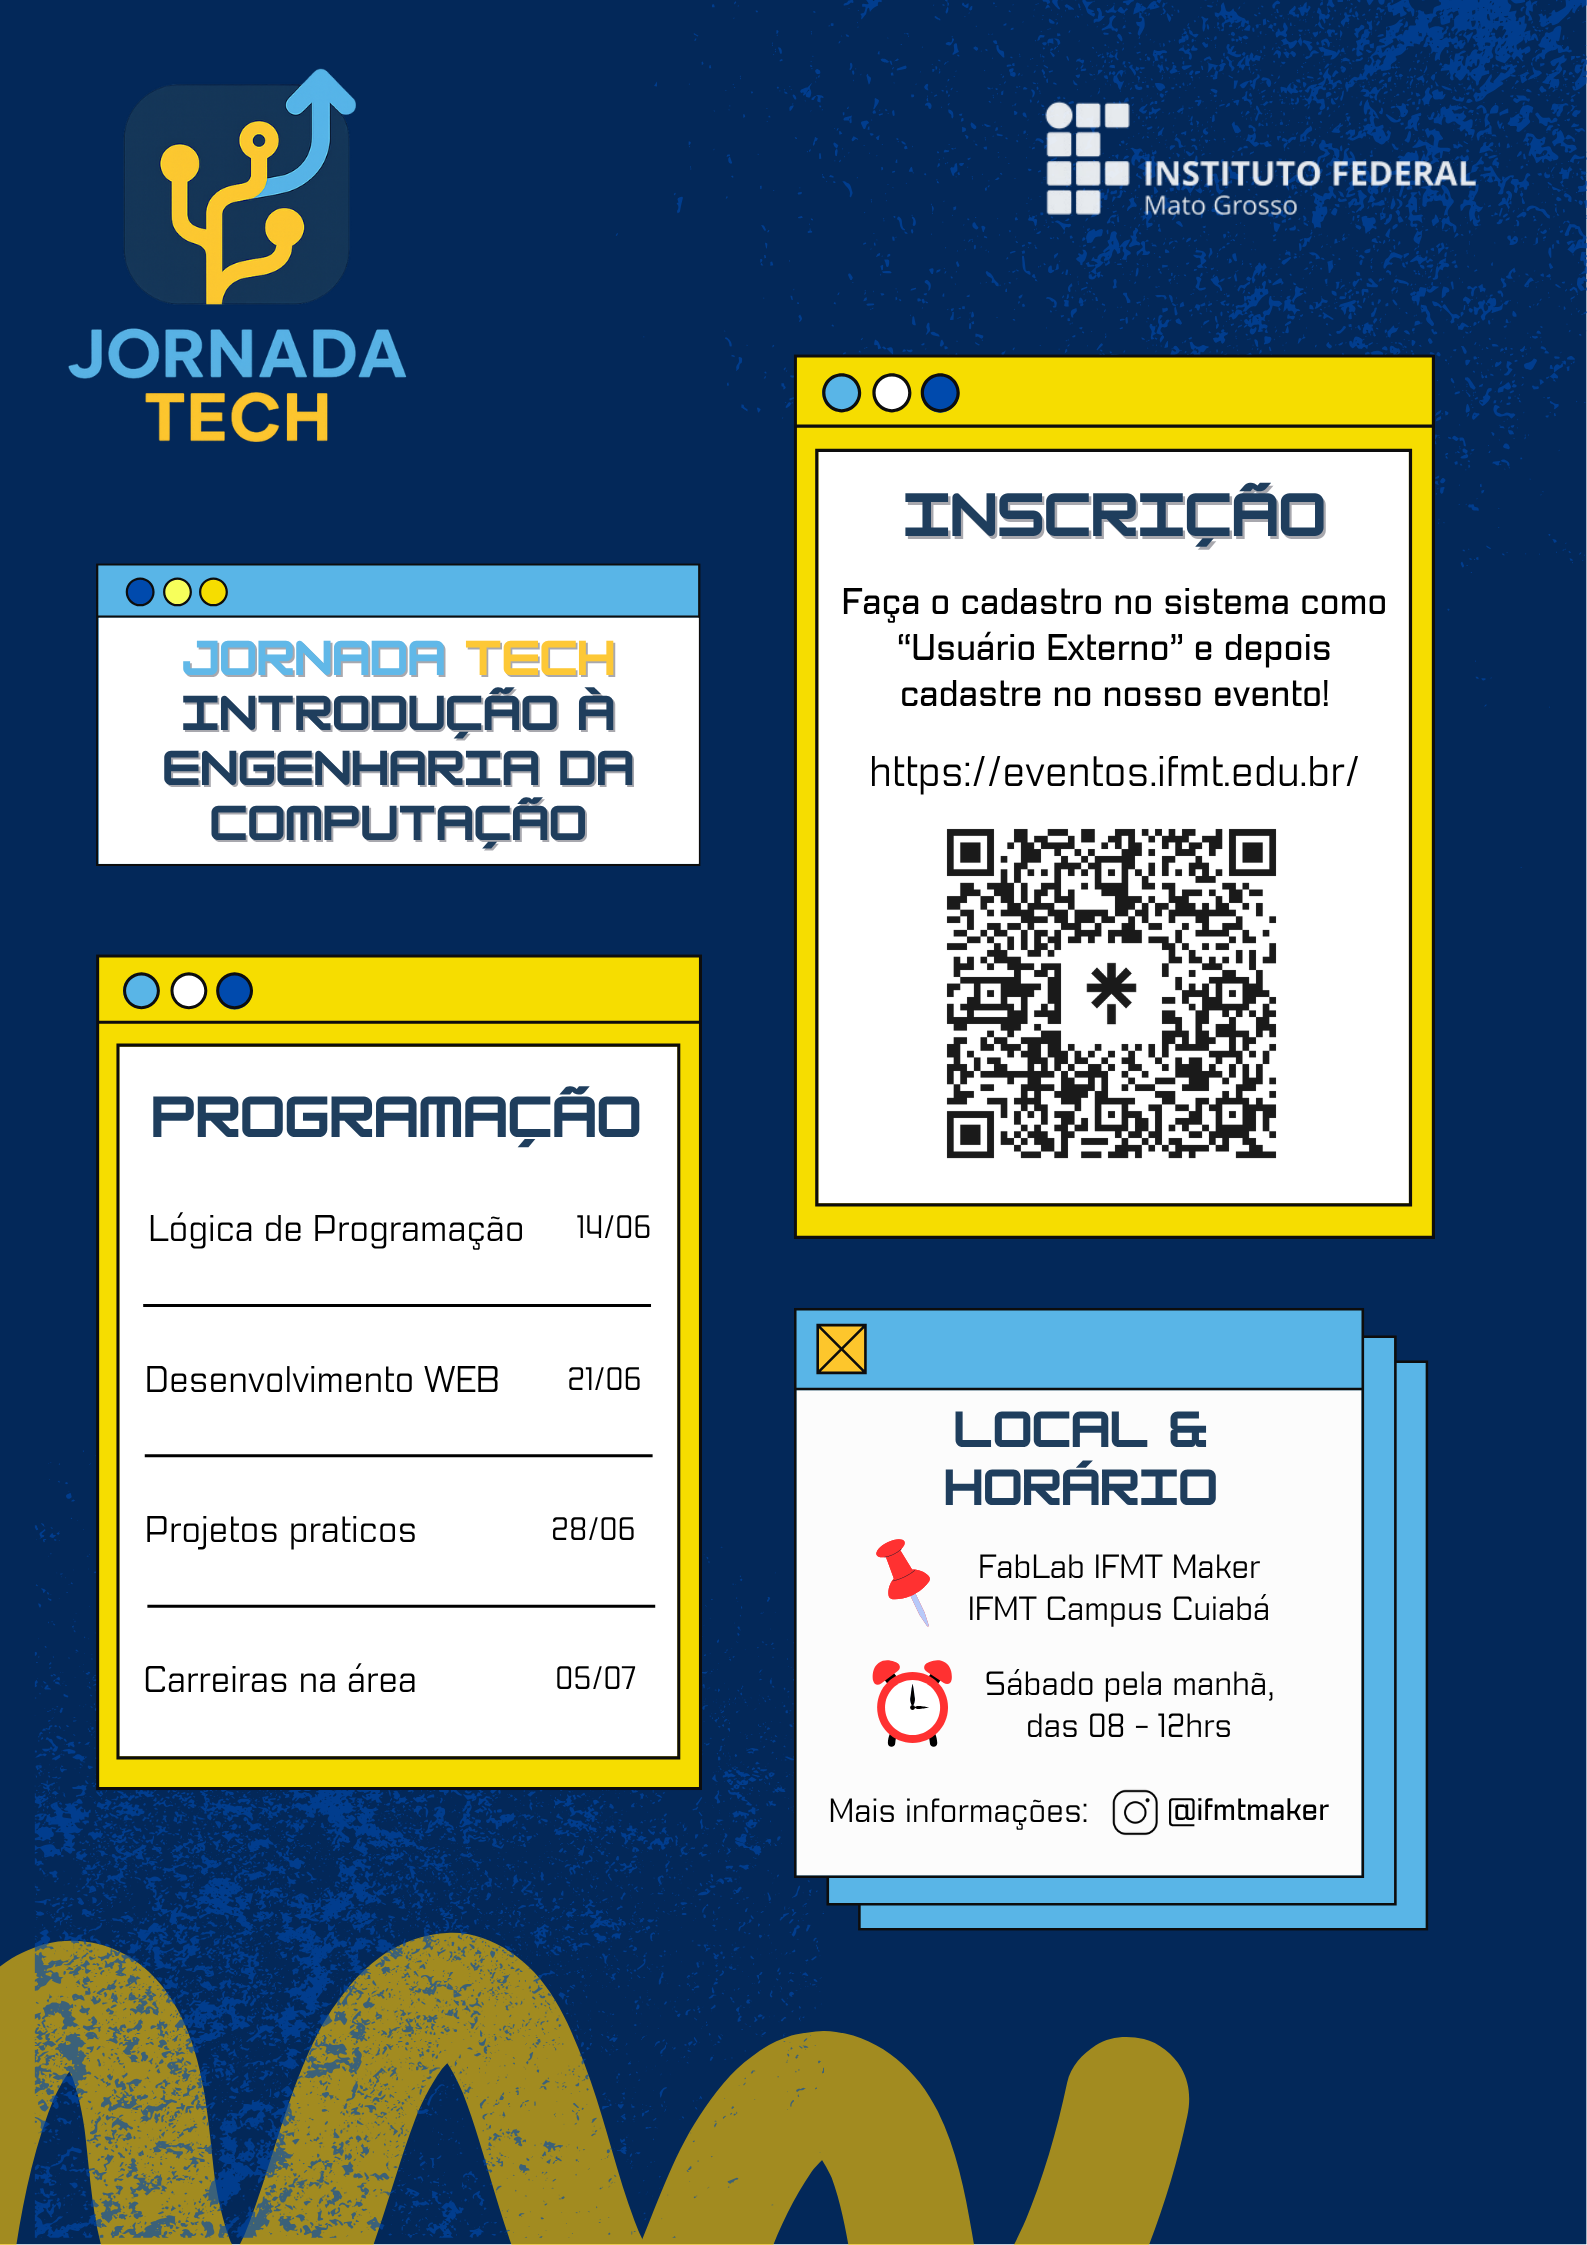 JORNADA
TECH
INSTITUTO FEDERAL
Mato Grosso
JORNADA TECH
INTRODUÇÃO À
ENGENHARIA DA
COMPUTAÇÃO
PROGRAMAÇÃO
Lógica de Programação 14/06
Desenvolvimento WEB 21/06
Projetos praticos 28/06
Carreiras na área 05/07
INSCRIÇÃO
Faça o cadastro no sistema como
“Usuário Externo” e depois
cadastre no nosso evento!
https://eventos.ifmt.edu.br/
LOCAL &
HORÁRIO
FabLab IFMT Maker
IFMT Campus Cuiabá
Sábado pela manhã,
das 08 - 12hrs
Mais informações: @ifmtmaker